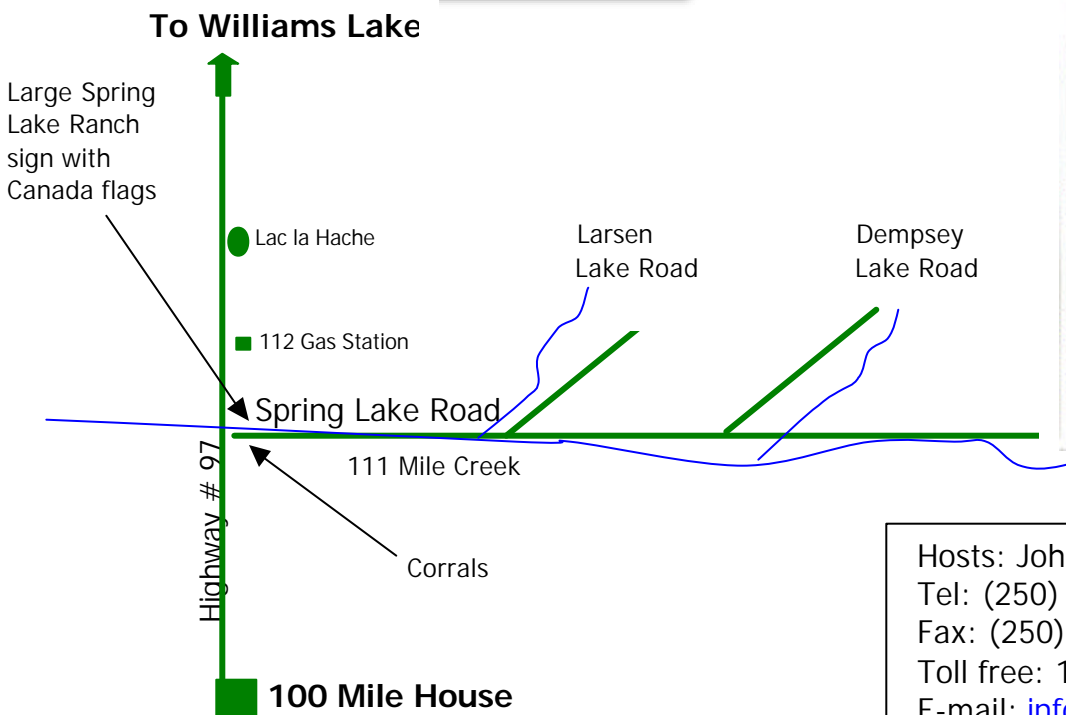 To Williams Lake
Large Spring
Lake Ranch
sign with
Canada flags
Lac la Hache
Larsen
Lake Road
Dempsey
Lake Road
112 Gas Station
Spring Lake Road
111 Mile Creek
Highway # 97
Corrals
100 Mile House
Hosts: Joh
Tel: (250)
Fax: (250)
Toll free: 1
E-mail: info